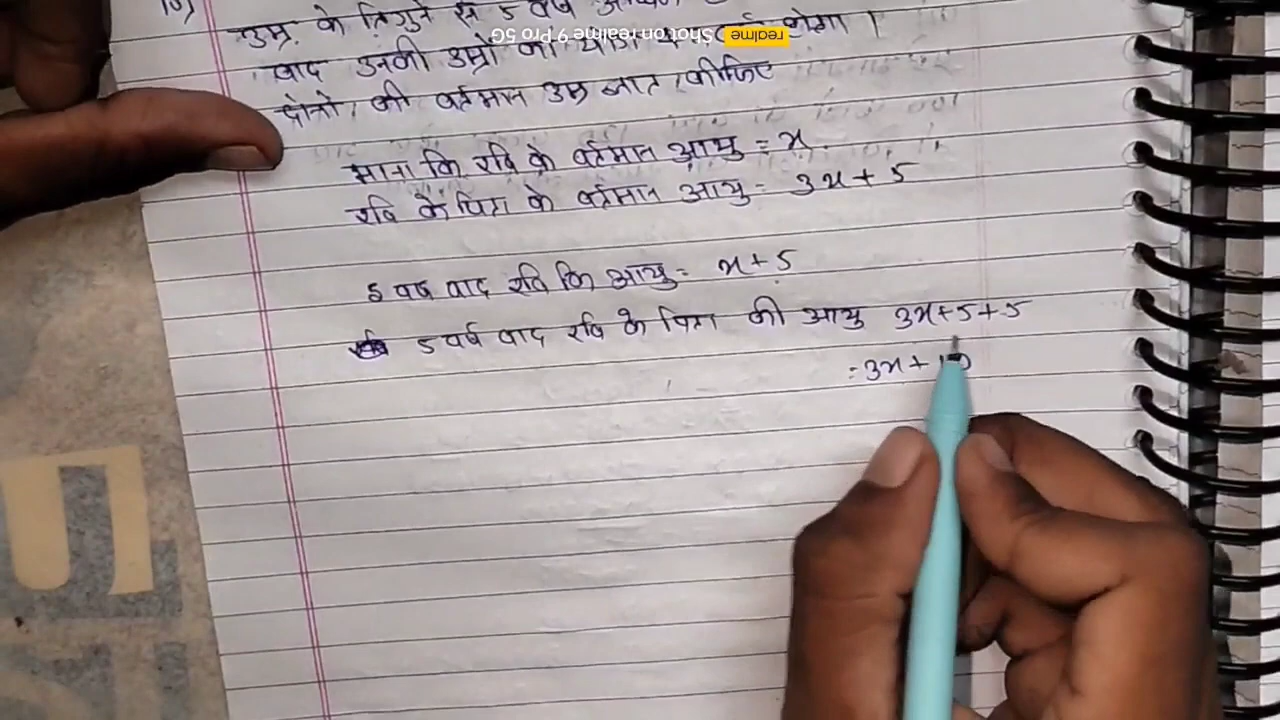 उम्र के तिगुने से 5 वर्ष
realme Shot on realme 9 Pro 5G
बाद उनकी उम्रों का योग वर्ष होगा ।
दोनो की वर्तमान उम्र ज्ञात कीजिए
माना कि रवि के वर्तमान आयु = x
रवि के पिता के वर्तमान आयु - 3x + 5
5 वर्ष वाद रवि कि आयु = x + 5
5 वर्ष वाद रवि के पिता की आयु 3x+5+5
= 3x + 10